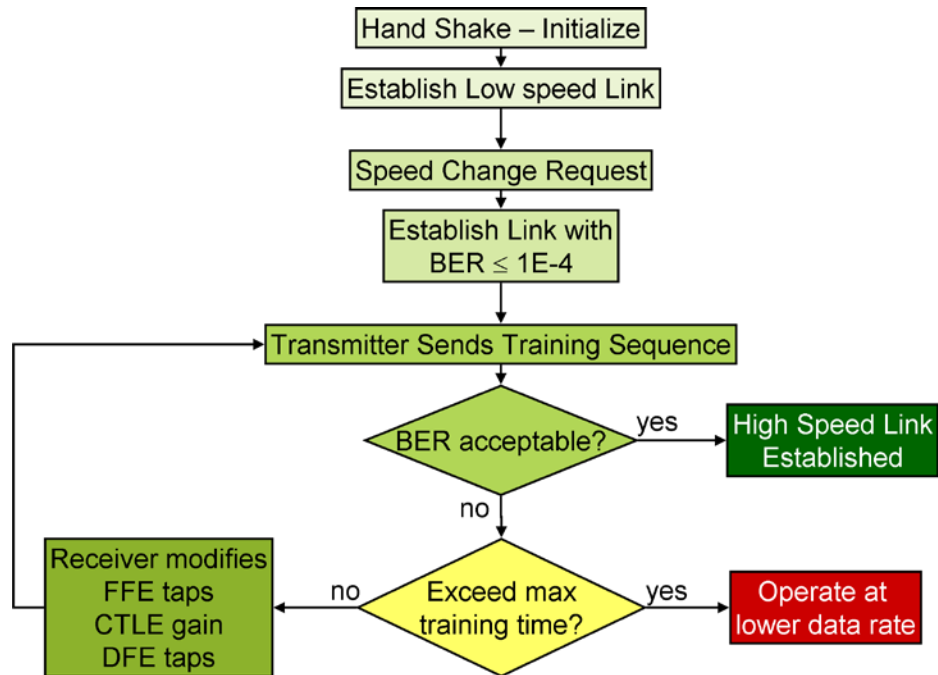 Hand Shake – Initialize
Establish Low speed Link
Speed Change Request
Establish Link with
BER ≤ 1E-4
Transmitter Sends Training Sequence
BER acceptable?
yes
High Speed Link
Established
no
Exceed max
training time?
yes
Operate at
lower data rate
no
Receiver modifies
FFE taps
CTLE gain
DFE taps